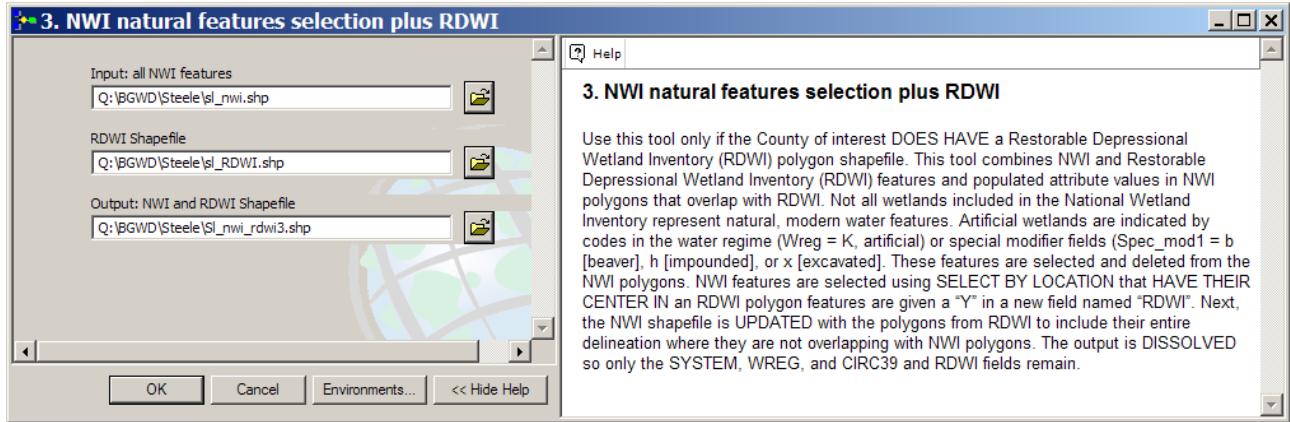 3. NWI natural features selection plus RDWI
Input: all NWI features
Q:\BGWD\Steele\sl_nwi.shp
RDWI Shapefile
Q:\BGWD\Steele\sl_RDWI.shp
Output: NWI and RDWI Shapefile
Q:\BGWD\Steele\Sl_nwi_rdwi3.shp
OK
Cancel
Environments...
<< Hide Help
Help
3. NWI natural features selection plus RDWI
Use this tool only if the County of interest DOES HAVE a Restorable Depressional
Wetland Inventory (RDWI) polygon shapefile. This tool combines NWI and Restorable
Depressional Wetland Inventory (RDWI) features and populated attribute values in NWI
polygons that overlap with RDWI. Not all wetlands included in the National Wetland
Inventory represent natural, modern water features. Artificial wetlands are indicated by
codes in the water regime (Wreg = K, artificial) or special modifier fields (Spec_mod1 = b
[beaver], h [impounded], or x [excavated]. These features are selected and deleted from the
NWI polygons. NWI features are selected using SELECT BY LOCATION that HAVE THEIR
CENTER IN an RDWI polygon features are given a “Y” in a new field named “RDWI”. Next,
the NWI shapefile is UPDATED with the polygons from RDWI to include their entire
delineation where they are not overlapping with NWI polygons. The output is DISSOLVED
so only the SYSTEM, WREG, and CIRC39 and RDWI fields remain.